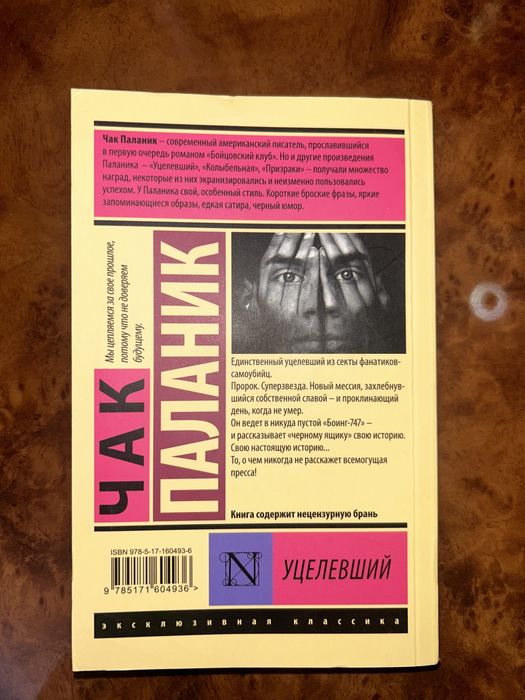 Чак Паланик – современный американский писатель, прославившийся
в первую очередь романом «Бойцовский клуб». Но и другие произведения
Паланика – «Уцелевший», «Колыбельная», «Призраки» – получали множество
наград, некоторые из них экранизировались и неизменно пользовались
успехом. У Паланика свой, особенный стиль. Короткие броские фразы, яркие
запоминающиеся образы, едкая сатира, черный юмор.
Мы цепляемся за свое прошлое,
потому что не доверяем
будущему.
ЧАК
ПАЛАНИК
Единственный уцелевший из секты фанатиков-
самоубийц.
Пророк. Суперзвезда. Новый мессия, захлебнув-
шийся собственной славой – и проклинающий
день, когда не умер.
Он ведет в никуда пустой «Боинг-747» –
и рассказывает «черному ящику» свою историю.
Свою настоящую историю...
То, о чем никогда не расскажет всемогущая
пресса!
Книга содержит нецензурную брань
ISBN 978-5-17-160493-6
9 785171 604936 >
N
УЦЕЛЕВШИЙ
эксклюзивная классика